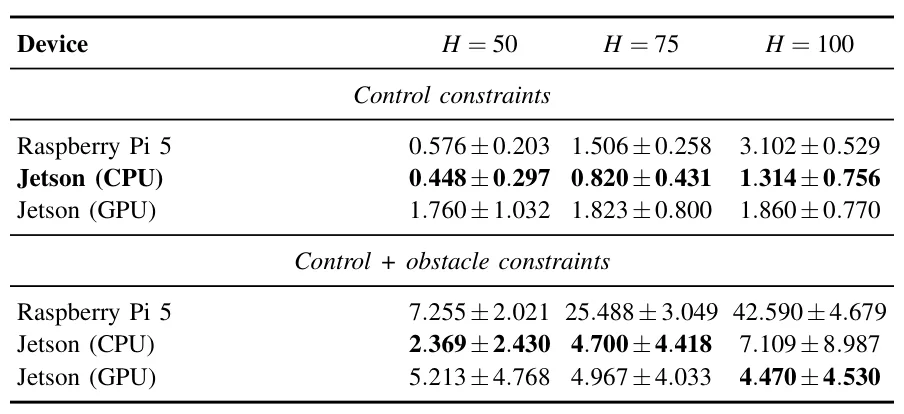 Device H = 50 H = 75 H = 100
Control constraints
Raspberry Pi 5 0.576 ± 0.203 1.506 ± 0.258 3.102 ± 0.529
Jetson (CPU) 0.448 ± 0.297 0.820 ± 0.431 1.314 ± 0.756
Jetson (GPU) 1.760 ± 1.032 1.823 ± 0.800 1.860 ± 0.770
Control + obstacle constraints
Raspberry Pi 5 7.255 ± 2.021 25.488 ± 3.049 42.590 ± 4.679
Jetson (CPU) 2.369 ± 2.430 4.700 ± 4.418 7.109 ± 8.987
Jetson (GPU) 5.213 ± 4.768 4.967 ± 4.033 4.470 ± 4.530